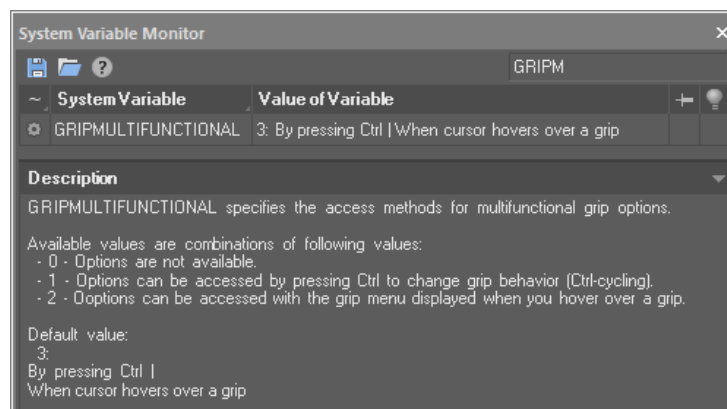 System Variable Monitor
GRIPM
~ System Variable Value of Variable
GRIPMULTIFUNCTIONAL 3: By pressing Ctrl | When cursor hovers over a grip
Description
GRIPMULTIFUNCTIONAL specifies the access methods for multifunctional grip options.
Available values are combinations of following values:
- 0 - Options are not available.
- 1 - Options can be accessed by pressing Ctrl to change grip behavior (Ctrl-cycling).
- 2 - Ooptions can be accessed with the grip menu displayed when you hover over a grip.
Default value:
3:
By pressing Ctrl |
When cursor hovers over a grip